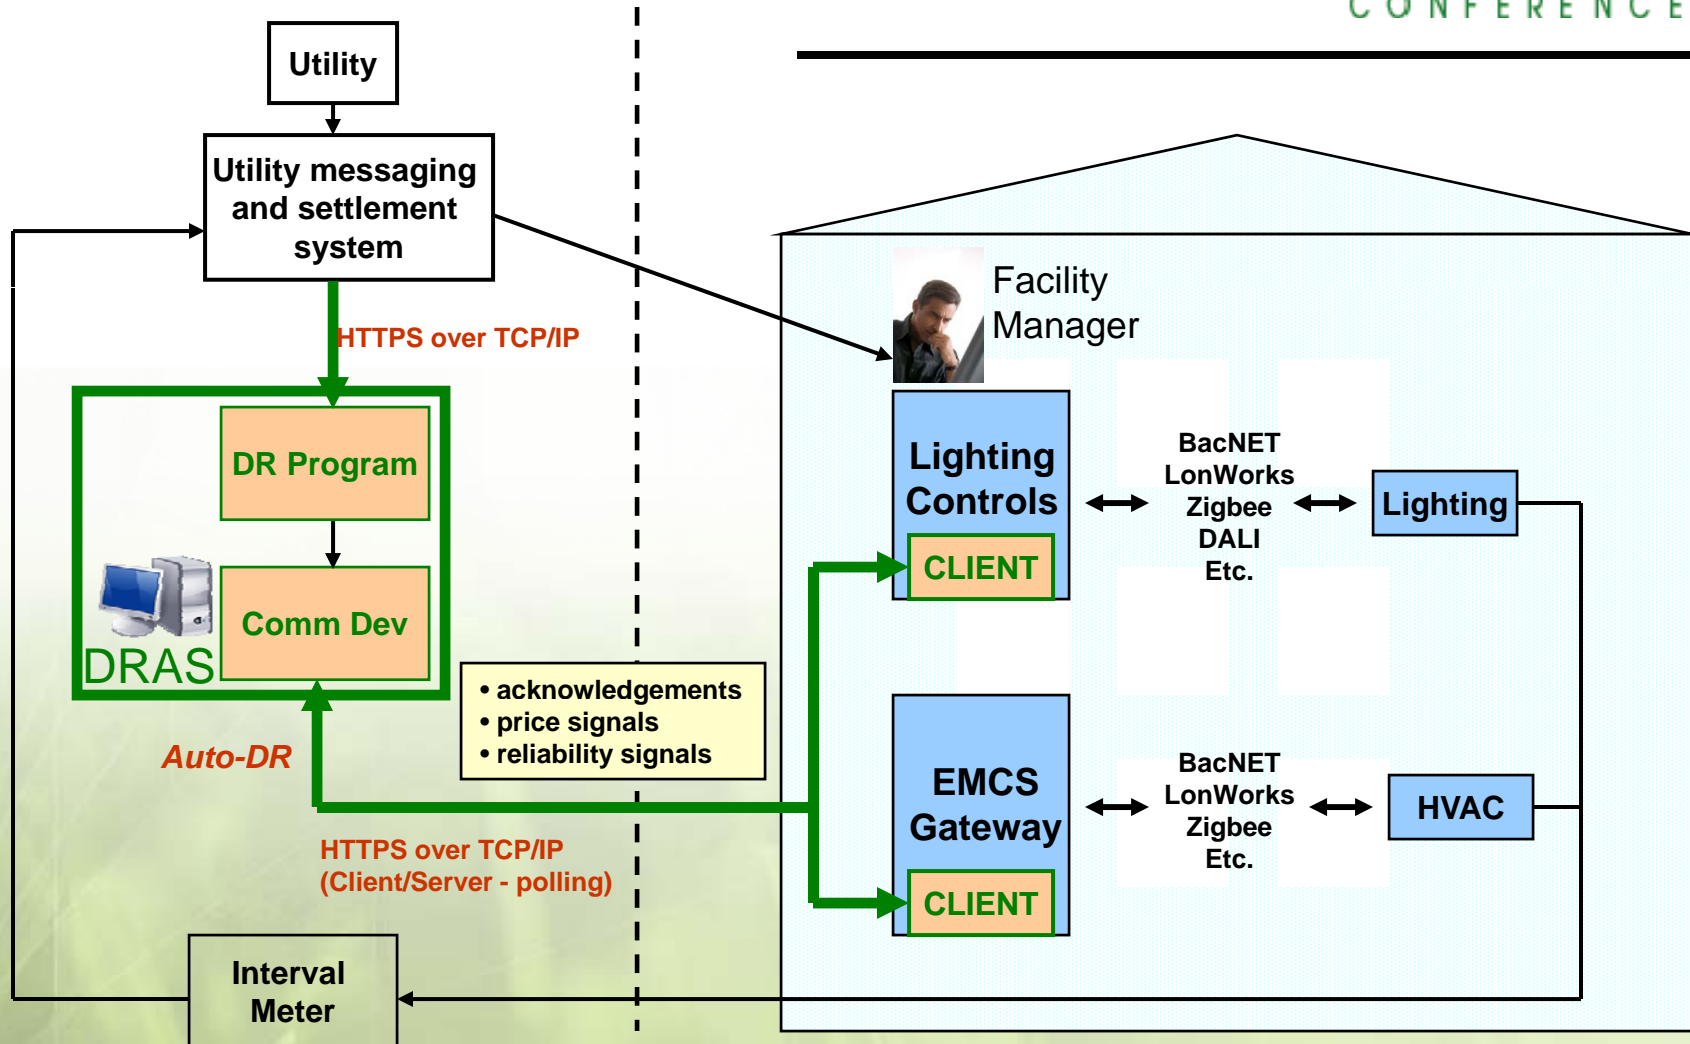 CONFERENCE
Utility
Utility messaging
and settlement
system
HTTPS over TCP/IP
DR Program
Comm Dev
DRAS
Auto-DR
• acknowledgements
• price signals
• reliability signals
HTTPS over TCP/IP
(Client/Server - polling)
Interval
Meter
Facility
Manager
Lighting
Controls
CLIENT
BacNET
LonWorks
Zigbee
DALI
Etc.
Lighting
EMCS
Gateway
CLIENT
BacNET
LonWorks
Zigbee
Etc.
HVAC